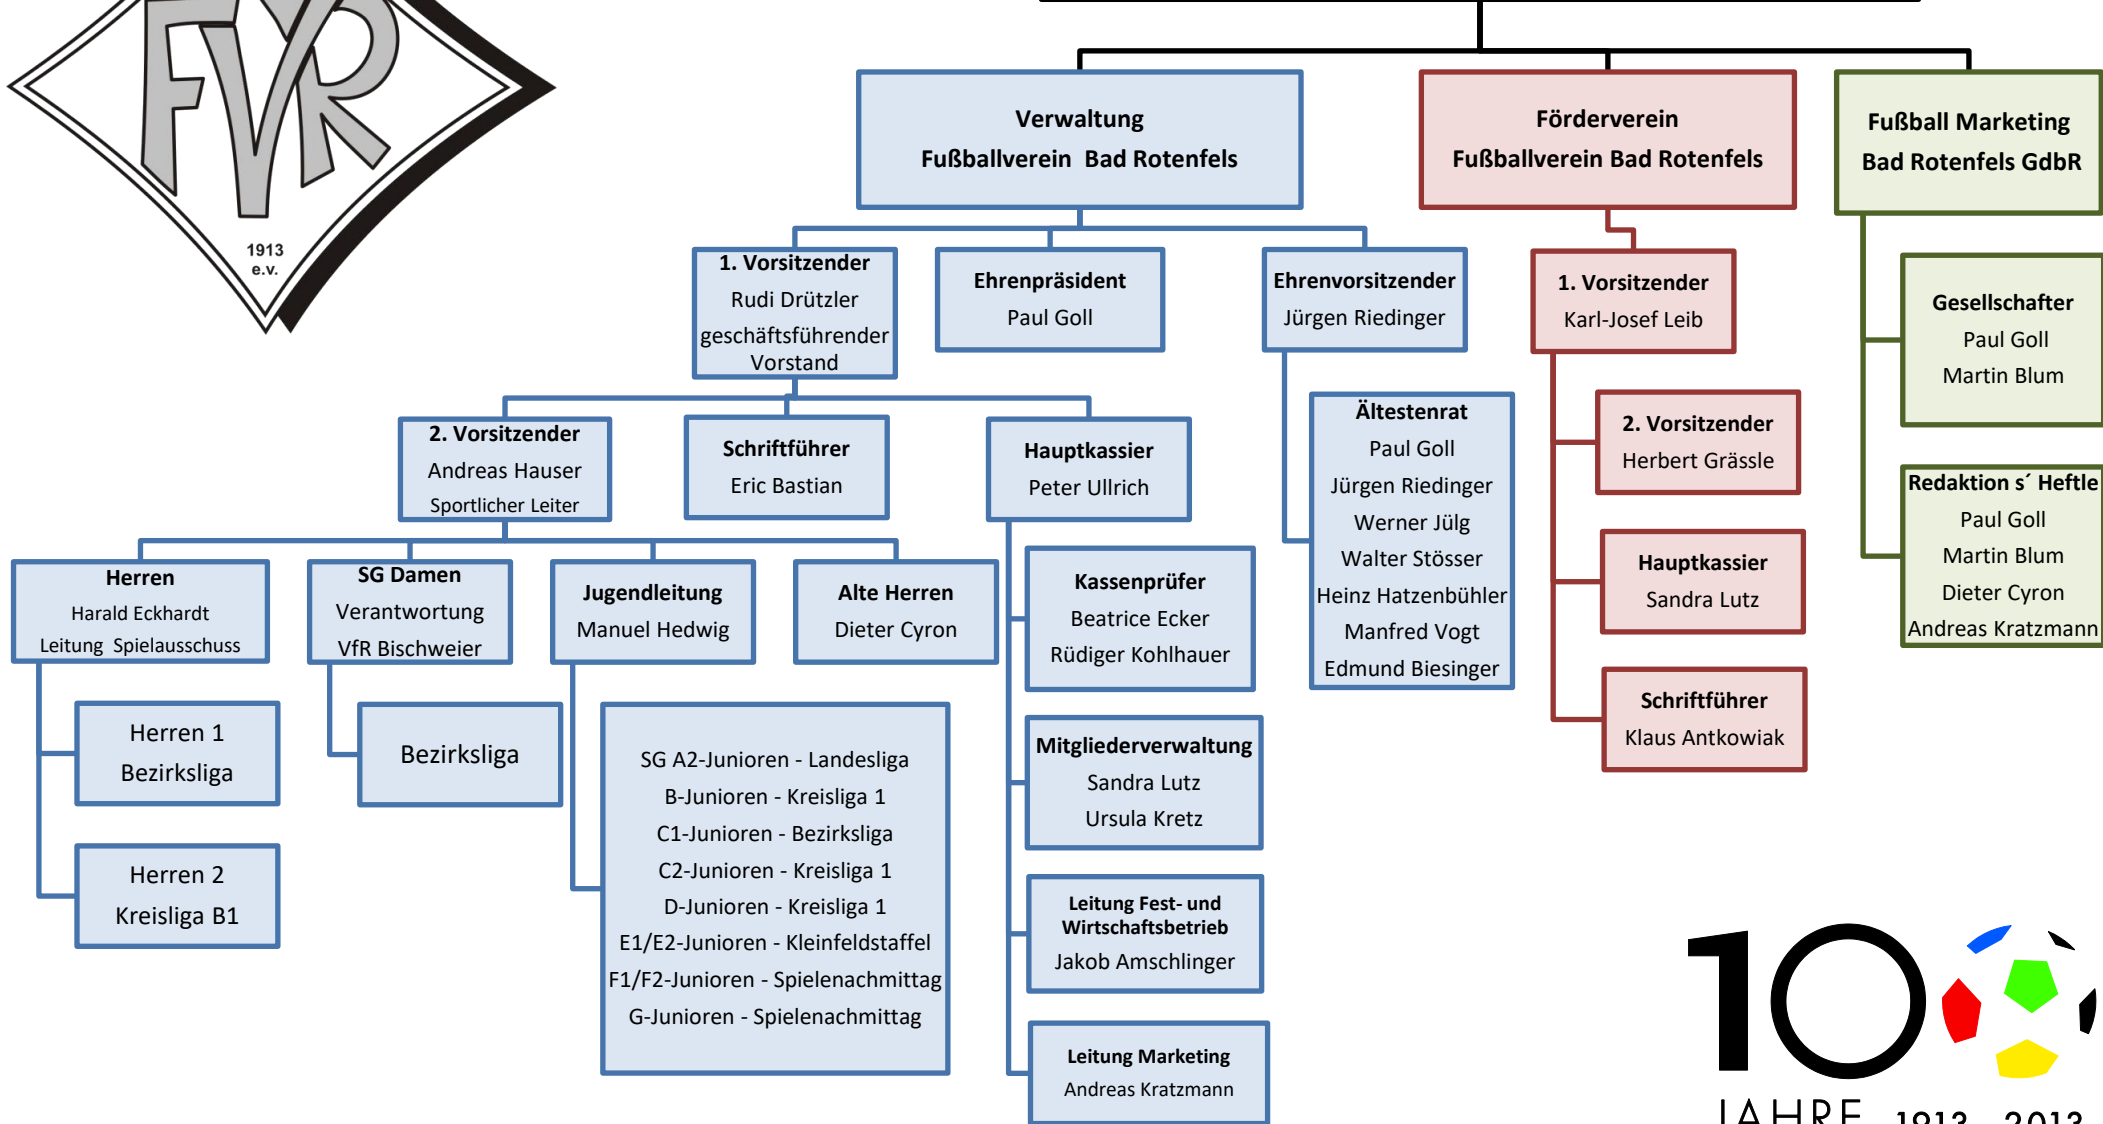 FVR
1913
e.v.
Verwaltung
Fußballverein Bad Rotenfels
Förderverein
Fußballverein Bad Rotenfels
Fußball Marketing
Bad Rotenfels GdbR
1. Vorsitzender
Rudi Drützler
geschäftsführender
Vorstand
Ehrenpräsident
Paul Goll
Ehrenvorsitzender
Jürgen Riedinger
1. Vorsitzender
Karl-Josef Leib
Gesellschafter
Paul Goll
Martin Blum
2. Vorsitzender
Andreas Hauser
Sportlicher Leiter
Schriftführer
Eric Bastian
Hauptkassier
Peter Ullrich
Ältestenrat
Paul Goll
Jürgen Riedinger
Werner Jülg
Walter Stösser
Heinz Hatzenbühler
Manfred Vogt
Edmund Biesinger
2. Vorsitzender
Herbert Grässle
Redaktion s´ Heftle
Paul Goll
Martin Blum
Dieter Cyron
Andreas Kratzmann
Herren
Harald Eckhardt
Leitung Spielausschuss
SG Damen
Verantwortung
VfR Bischweier
Jugendleitung
Manuel Hedwig
Alte Herren
Dieter Cyron
Kassenprüfer
Beatrice Ecker
Rüdiger Kohlhauer
Hauptkassier
Sandra Lutz
Schriftführer
Klaus Antkowiak
Herren 1
Bezirksliga
Bezirksliga
SG A2-Junioren - Landesliga
B-Junioren - Kreisliga 1
C1-Junioren - Bezirksliga
C2-Junioren - Kreisliga 1
D-Junioren - Kreisliga 1
E1/E2-Junioren - Kleinfeldstaffel
F1/F2-Junioren - Spielenachmittag
G-Junioren - Spielenachmittag
Mitgliederverwaltung
Sandra Lutz
Ursula Kretz
Herren 2
Kreisliga B1
Leitung Fest- und
Wirtschaftsbetrieb
Jakob Amschlinger
Leitung Marketing
Andreas Kratzmann
100
JAHRE 1913 - 2013